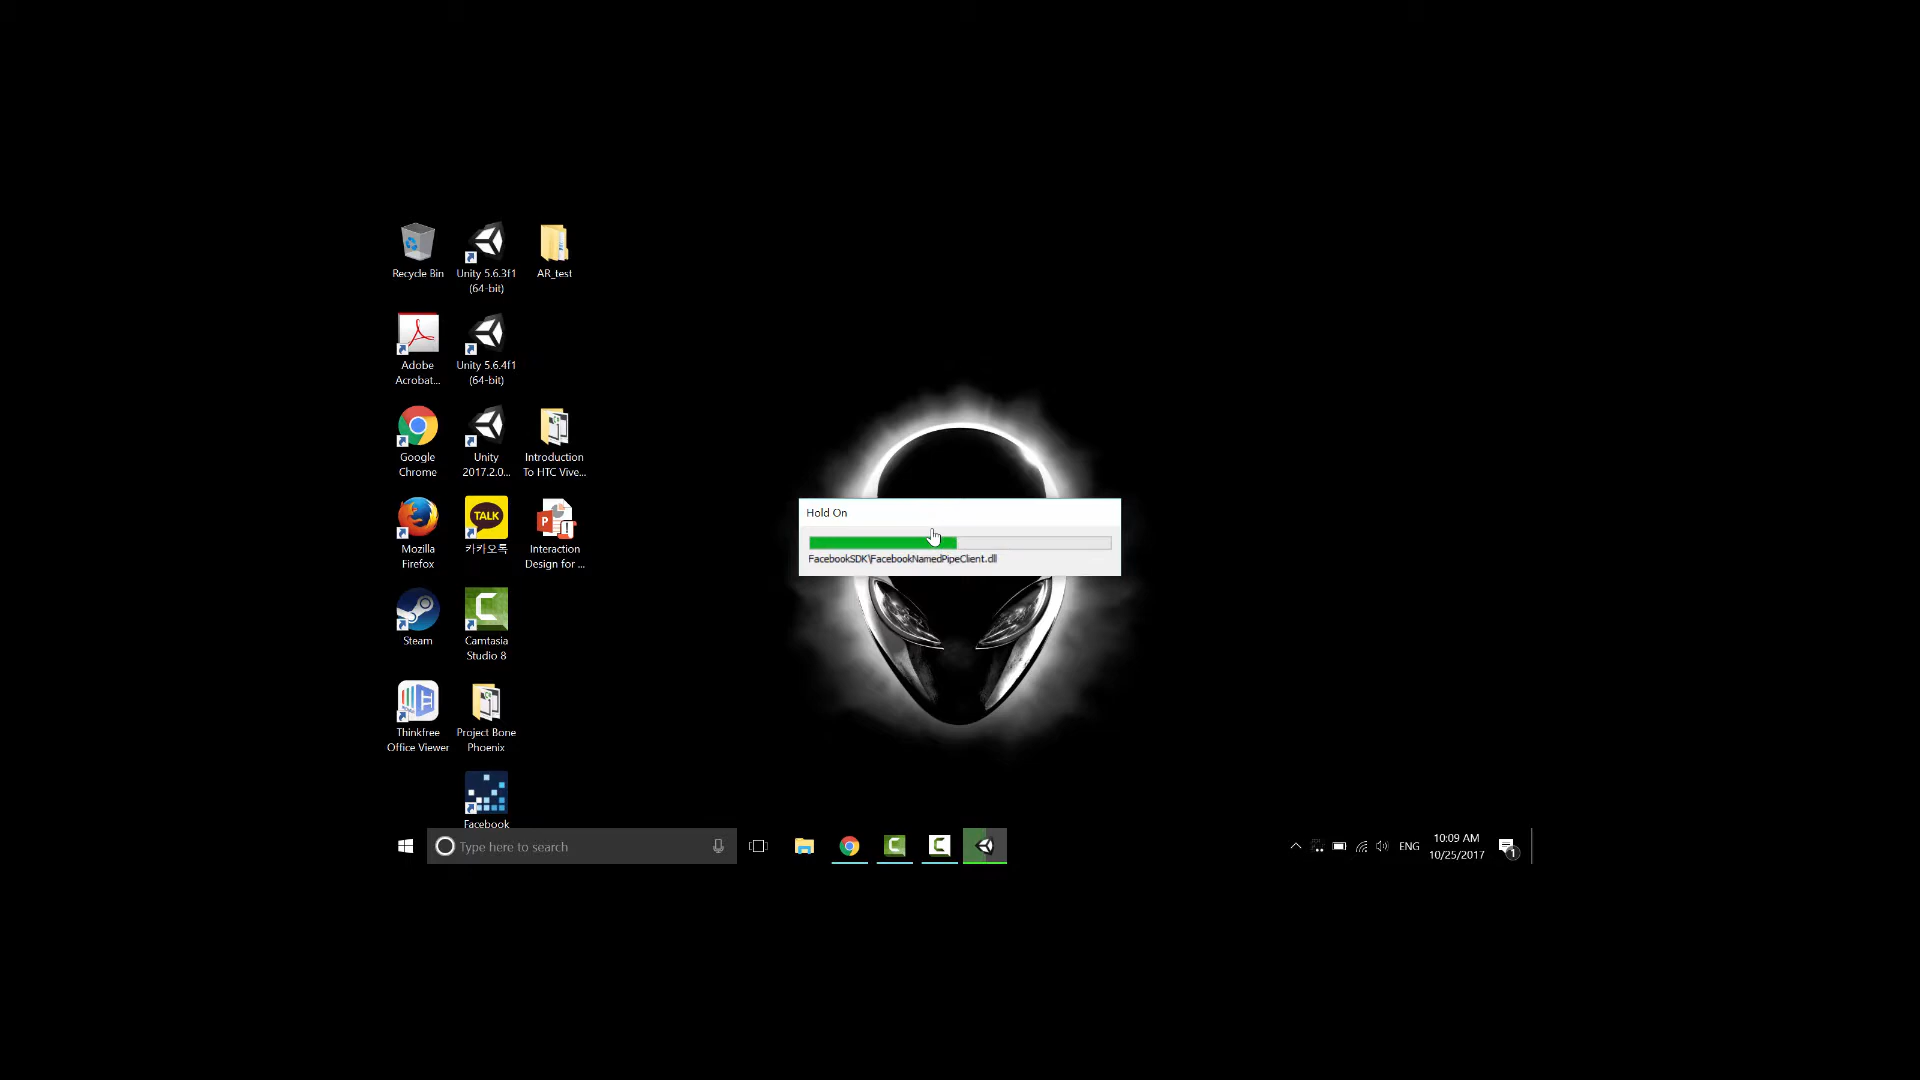 Recycle Bin
Unity 5.6.3f1
(64-bit)
AR_test
Adobe
Acrobat...
Unity 5.6.4f1
(64-bit)
Google
Chrome
Unity
2017.2.0...
Introduction
To HTC Vive...
Mozilla
Firefox
TALK
카카오톡
Interaction
Design for ...
Steam
Camtasia
Studio 8
Thinkfree
Office Viewer
Project Bone
Phoenix
Facebook
Hold On
FacebookSDK\FacebookNamedPipeClient.dll
Type here to search
ENG
10:09 AM
10/25/2017
1